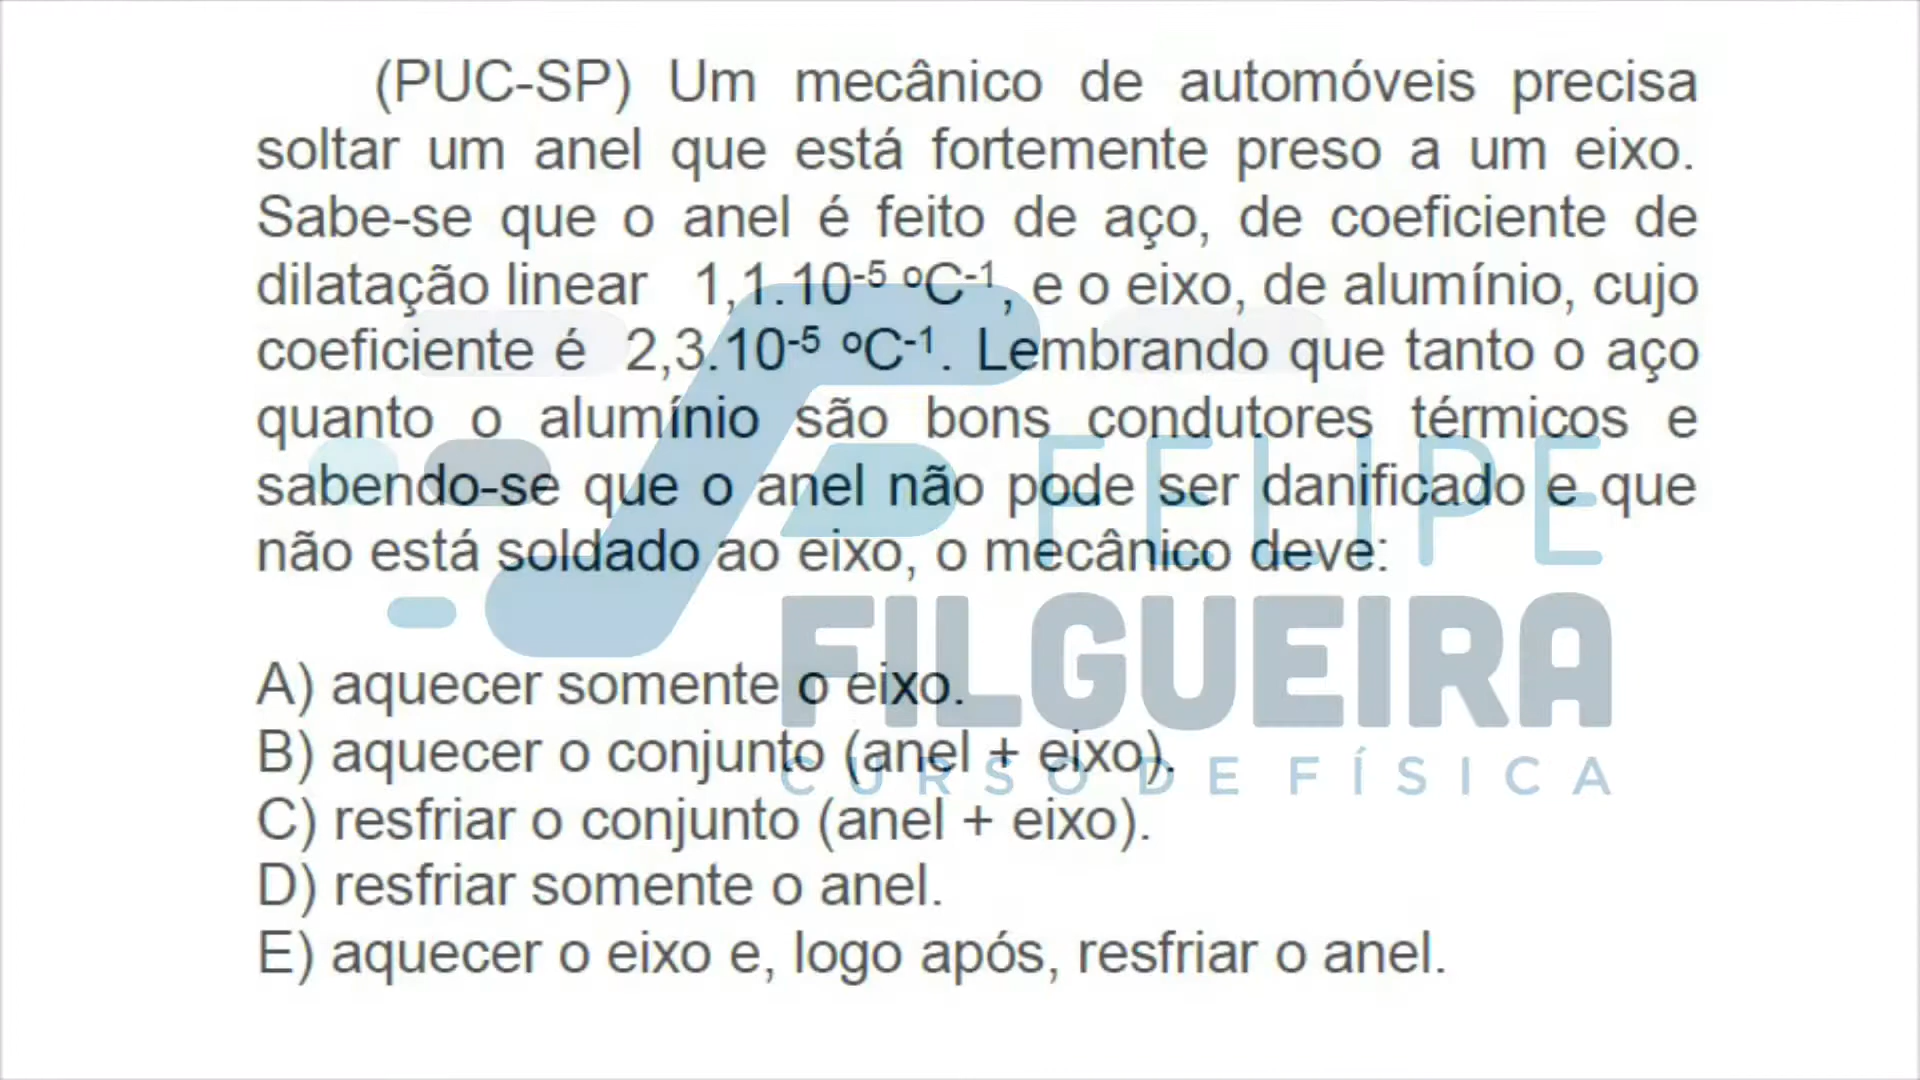 (PUC-SP) Um mecânico de automóveis precisa
soltar um anel que está fortemente preso a um eixo.
Sabe-se que o anel é feito de aço, de coeficiente de
dilatação linear 1,1.10⁻⁵ ºC⁻¹, e o eixo, de alumínio, cujo
coeficiente é 2,3.10⁻⁵ ºC⁻¹. Lembrando que tanto o aço
quanto o alumínio são bons condutores térmicos e
sabendo-se que o anel não pode ser danificado e que
não está soldado ao eixo, o mecânico deve:
A) aquecer somente o eixo.
B) aquecer o conjunto (anel + eixo).
C) resfriar o conjunto (anel + eixo).
D) resfriar somente o anel.
E) aquecer o eixo e, logo após, resfriar o anel.
FELIPE
FILGUEIRA
CURSO DE FÍSICA